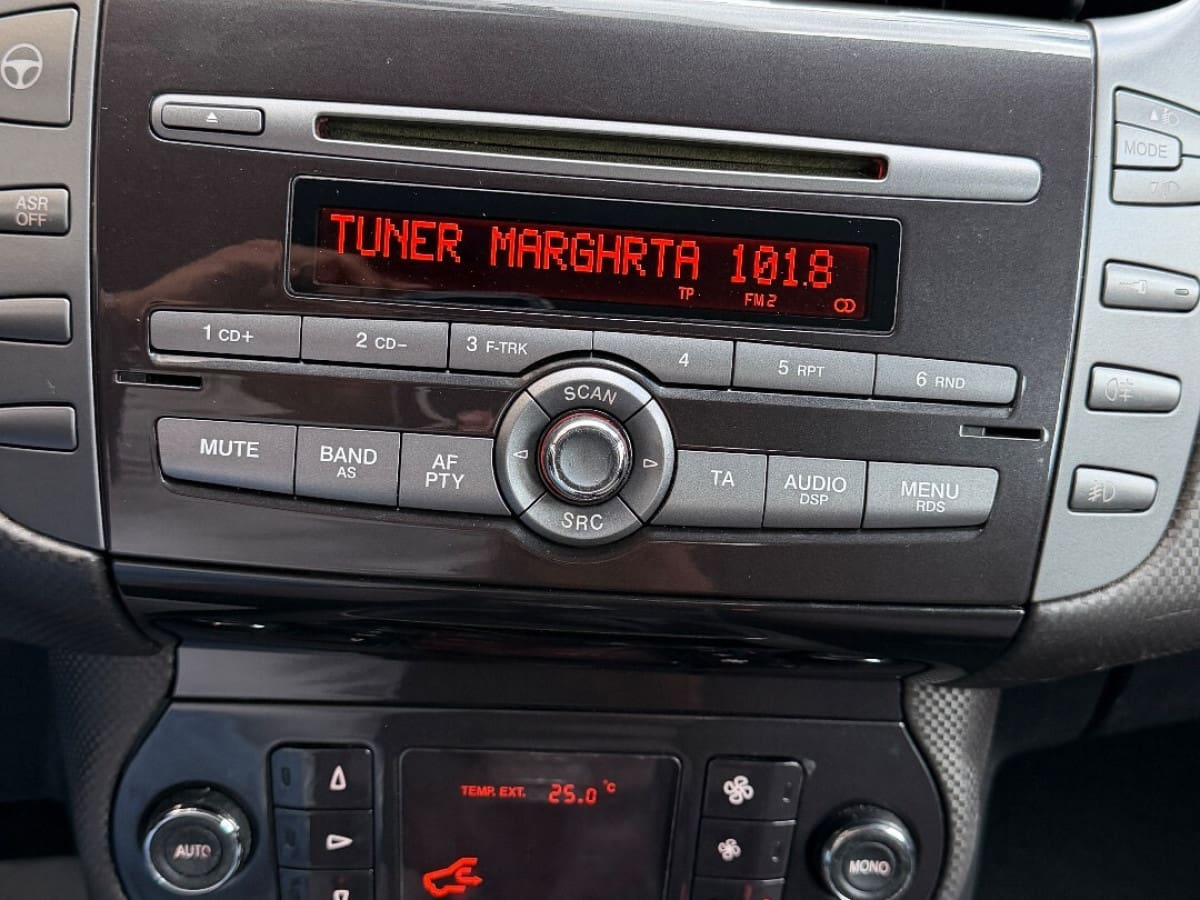 ASR
OFF
MODE
TUNER MARGHRTA 101.8
TP FM2
1 CD+ 2 CD- 3 F-TRK 4 5 RPT 6 RND
SCAN
MUTE BAND AF TA AUDIO MENU
AS PTY DSP RDS
SRC
TEMP. EXT. 25.0 °C
AUTO MONO